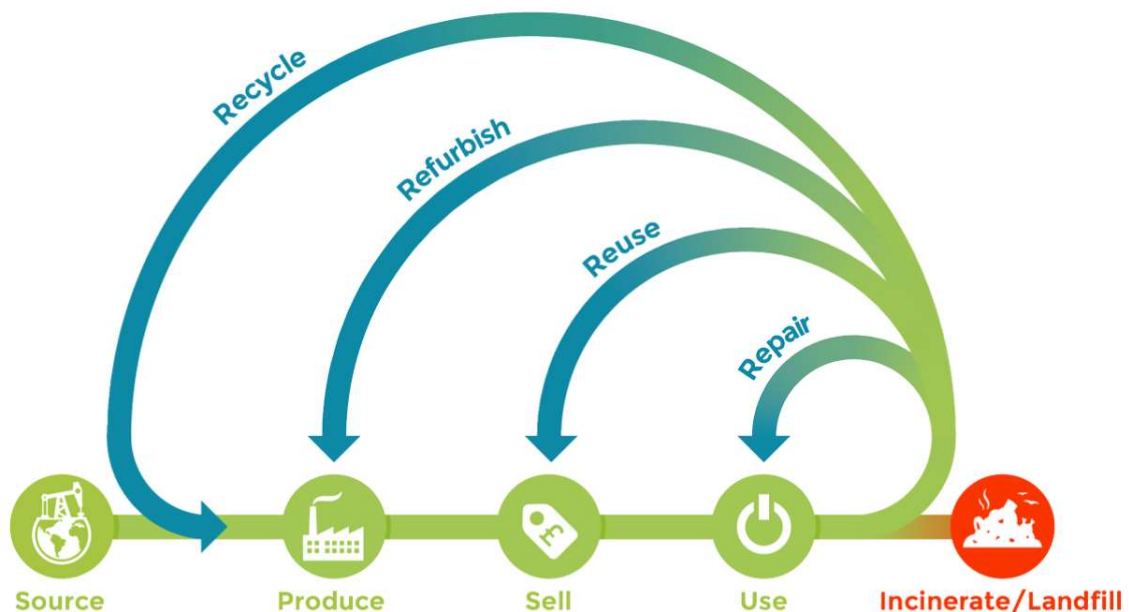 Recycle
Refurbish
Reuse
Repair
£
Source
Produce
Sell
Use
Incinerate/Landfill